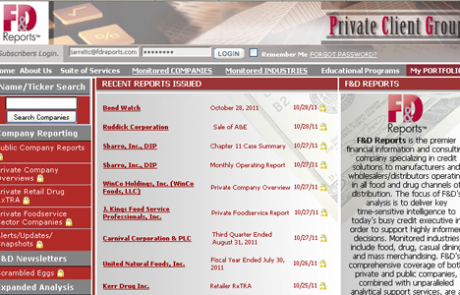 F&D
Reports™
Private Client Group
Subscribers Login.
jarrettc@fdreports.com
********
LOGIN
Remember Me FORGOT PASSWORD?
Home About Us Suite of Services Monitored COMPANIES Monitored INDUSTRIES Educational Programs My PORTFOLIO
Name/Ticker Search
Search Companies
Company Reporting
Public Company Reports
Private Company
Overviews
Private Retail Drug
RxTRA
Private Foodservice
Sector Companies
Alerts/Updates/
Snapshots
F&D Newsletters
Scrambled Eggs
Expanded Analysis
RECENT REPORTS ISSUED
Bond Watch October 28, 2011 10/28/11
Ruddick Corporation Sale of A&E 10/27/11
Sbarro, Inc., DIP Chapter 11 Case Summary 10/27/11
Sbarro, Inc., DIP Monthly Operating Report 10/27/11
WinCo Holdings, Inc. (WinCo
Foods, LLC) Private Company Overview 10/27/11
J. Kings Food Service
Professionals, Inc. Private Foodservice Report 10/27/11
Carnival Corporation & PLC Third Quarter Ended
August 31, 2011 10/27/11
United Natural Foods, Inc. Fiscal Year Ended July
30, 2011 10/26/11
Kerr Drug Inc. Retailer RxTRA 10/26/11
F&D REPORTS
F&D
Reports™
F&D Reports is the premier
financial information and consulting
company specializing in credit
solutions to manufacturers and
wholesalers/distributors operating
in all food and drug channels of
distribution. The focus of F&D's
analysis is to deliver key
time-sensitive intelligence to
today's busy credit executive in
order to support highly informed
decisions. Monitored industries
include food, drug, casual dining
and mass merchandising. F&D's
comprehensive coverage of both
private and public companies,
combined with unparalleled
analytical support services, are a